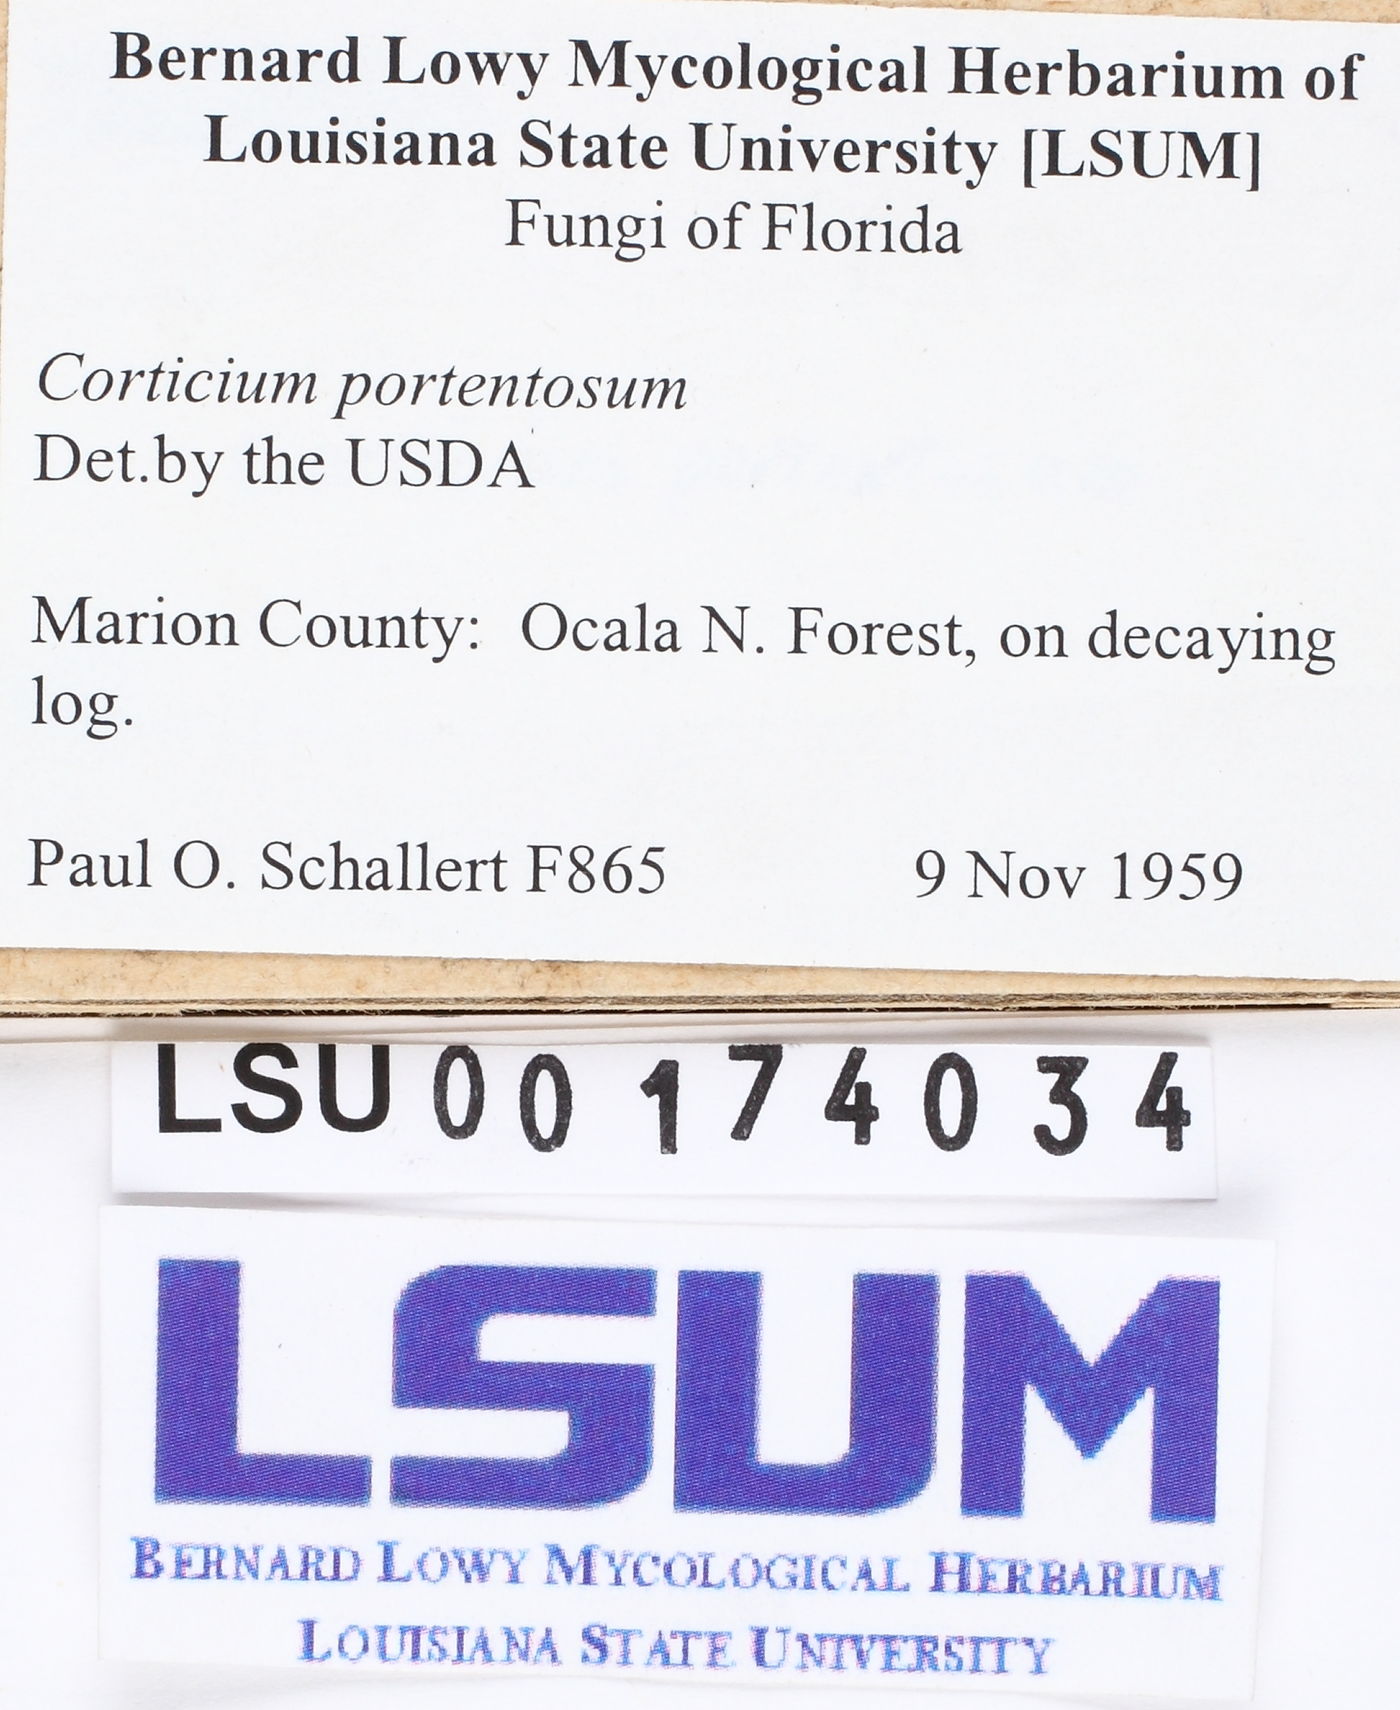 Bernard Lowy Mycological Herbarium of
Louisiana State University [LSUM]
Fungi of Florida
Corticium portentosum
Det.by the USDA
Marion County:  Ocala N. Forest, on decaying
log.
Paul O. Schallert F865 9 Nov 1959
LSU00174034
LSUM
BERNARD LOWY MYCOLOGICAL HERBARIUM
LOUISIANA STATE UNIVERSITY